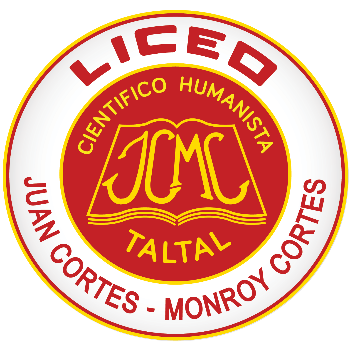 LICEO
CIENTIFICO HUMANISTA
JCMC
TALTAL
JUAN CORTES - MONROY CORTES